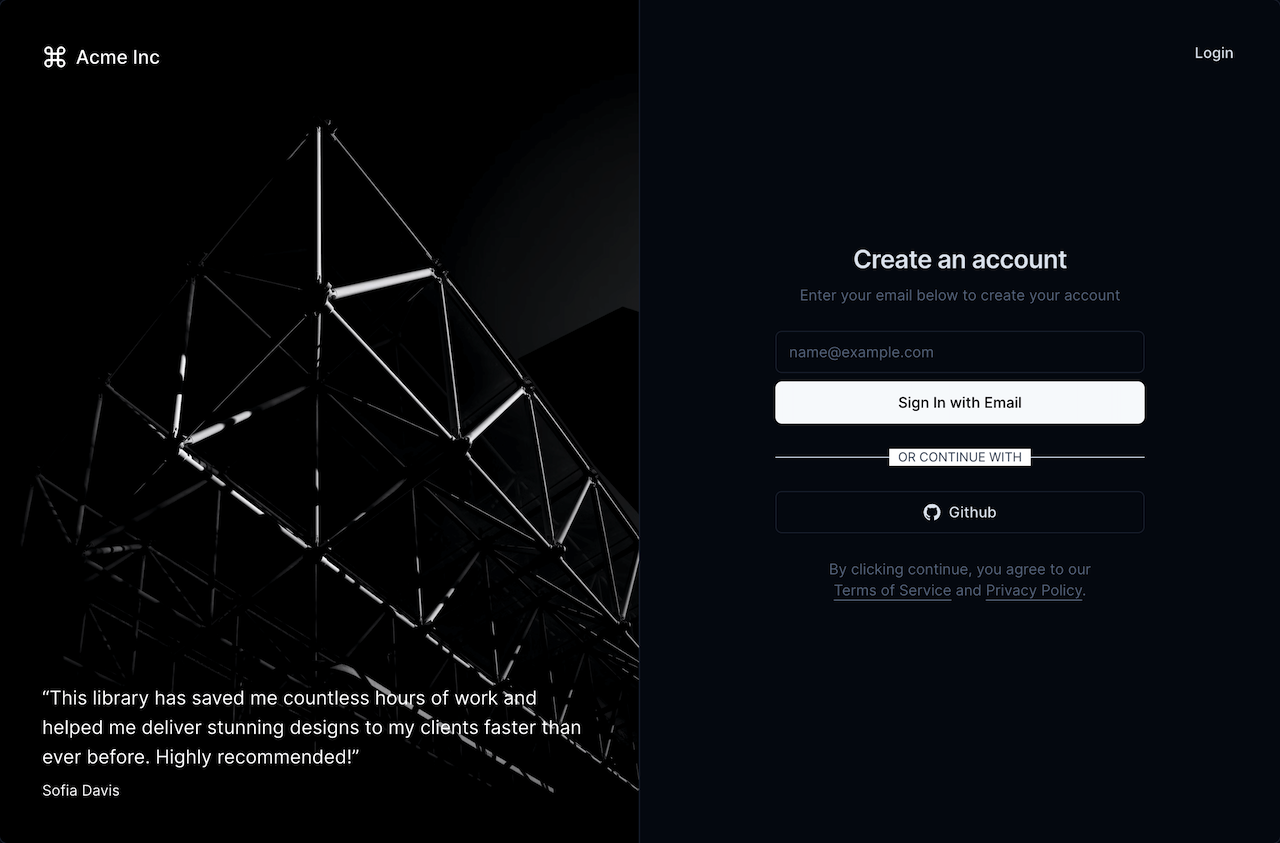 Acme Inc
Login
Create an account
Enter your email below to create your account
name@example.com
Sign In with Email
OR CONTINUE WITH
Github
By clicking continue, you agree to our
Terms of Service and Privacy Policy.
“This library has saved me countless hours of work and
helped me deliver stunning designs to my clients faster than
ever before. Highly recommended!”
Sofia Davis